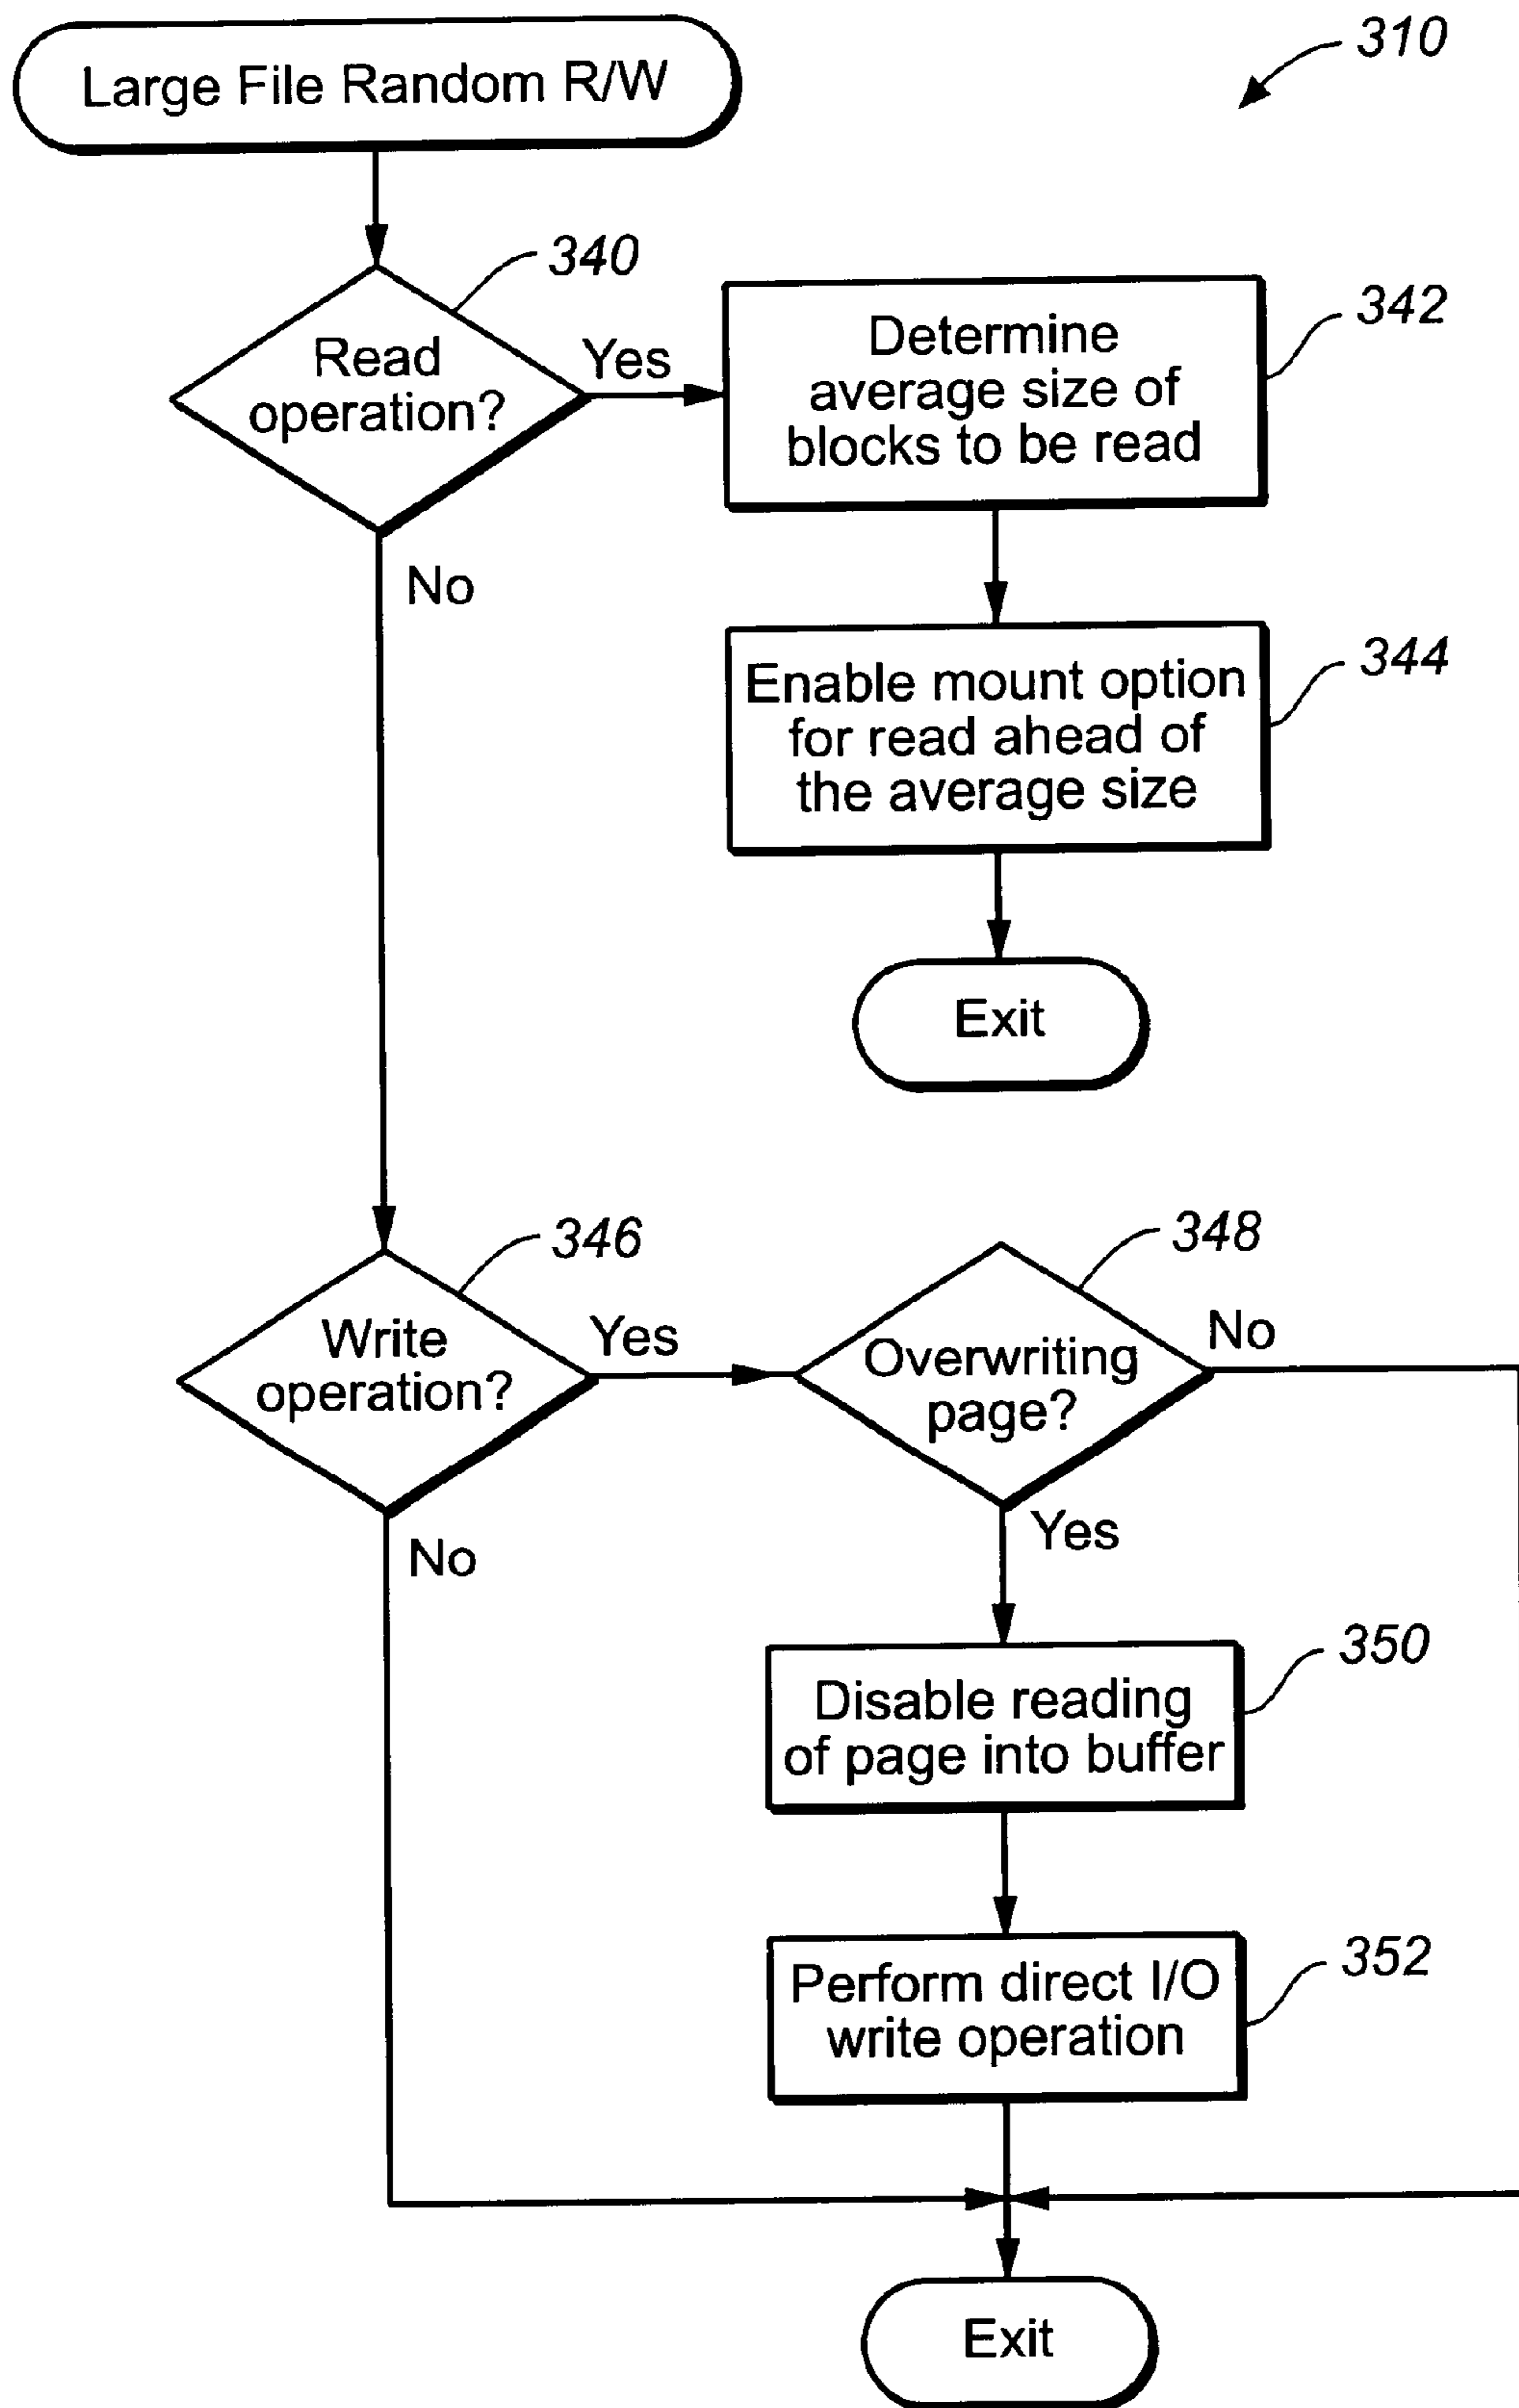 Large File Random R/W
310
340
Read
operation?
Yes
No
342
Determine
average size of
blocks to be read
344
Enable mount option
for read ahead of
the average size
Exit
346
Write
operation?
Yes
No
348
Overwriting
page?
No
Yes
350
Disable reading
of page into buffer
352
Perform direct I/O
write operation
Exit